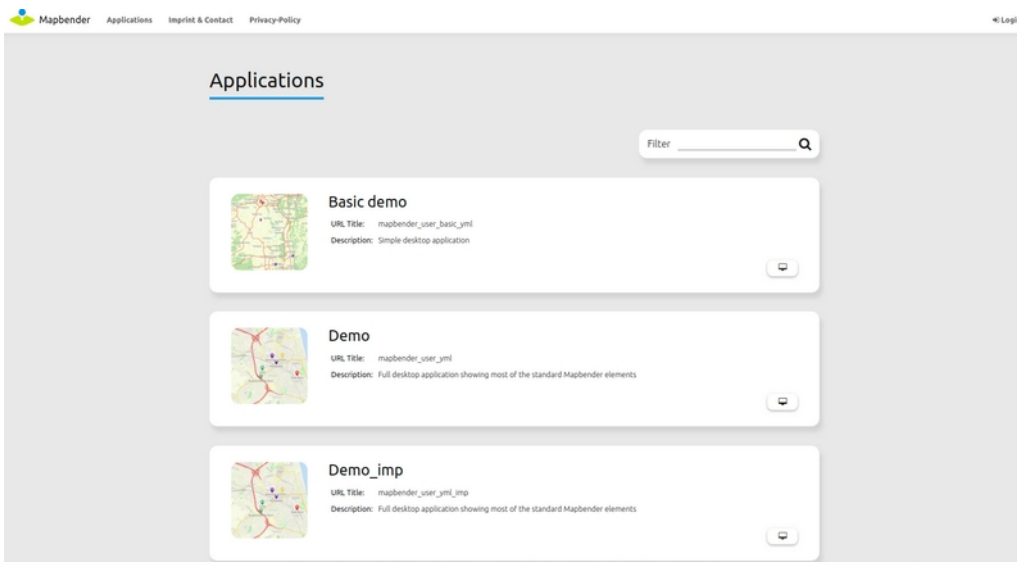 Mapbender Applications Imprint & Contact Privacy-Policy Logi
Applications
Filter
Basic demo
URL Title: mapbender_user_basic_yml
Description: Simple desktop application
Demo
URL Title: mapbender_user_yml
Description: Full desktop application showing most of the standard Mapbender elements
Demo_imp
URL Title: mapbender_user_yml_imp
Description: Full desktop application showing most of the standard Mapbender elements